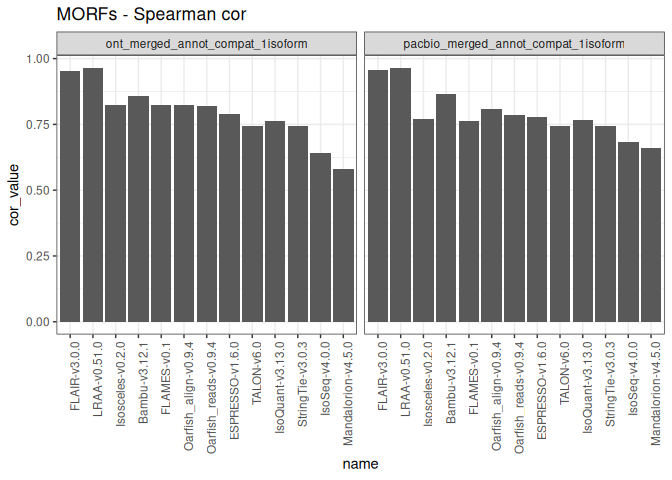 MORFs - Spearman cor
ont_merged_annot_compat_1isoform
pacbio_merged_annot_compat_1isoform
cor_value
1.00
0.75
0.50
0.25
0.00
FLAIR-v3.0.0
LRAA-v0.51.0
Isosceles-v0.2.0
Bambu-v3.12.1
FLAMES-v0.1
Oarfish_align-v0.9.4
Oarfish_reads-v0.9.4
ESPRESSO-v1.6.0
TALON-v6.0
IsoQuant-v3.13.0
StringTie-v3.0.3
IsoSeq-v4.0.0
Mandalorion-v4.5.0
FLAIR-v3.0.0
LRAA-v0.51.0
Isosceles-v0.2.0
Bambu-v3.12.1
FLAMES-v0.1
Oarfish_align-v0.9.4
Oarfish_reads-v0.9.4
ESPRESSO-v1.6.0
TALON-v6.0
IsoQuant-v3.13.0
StringTie-v3.0.3
IsoSeq-v4.0.0
Mandalorion-v4.5.0
name